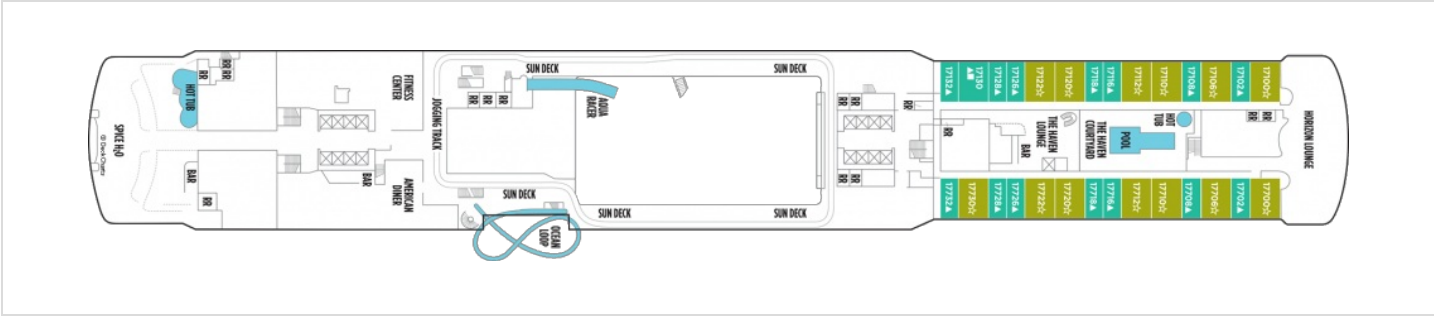 SPICE H₂O
© DeckChartz
HOT TUB
RR
RR
RR RR
BAR
RR
FITNESS
CENTER
BAR
AMERICAN
DINER
JOGGING TRACK
SUN DECK
SUN DECK
RR RR RR
AQUA
RACER
SUN DECK
SUN DECK
SUN DECK
OCEAN
LOOP
RR RR
RR RR
RR
RR
THE HAVEN
LOUNGE
BAR
THE HAVEN
COURTYARD
POOL
HOT
TUB
RR RR
HORIZON LOUNGE
17132▲
17130
▲■
17128▲
17126▲
17122☆
17120☆
17118▲
17116▲
17112☆
17110☆
17108▲
17106☆
17102▲
17100☆
17732▲
17730☆
17728▲
17726▲
17722☆
17720☆
17718▲
17716▲
17712☆
17710☆
17708▲
17706☆
17702▲
17700☆